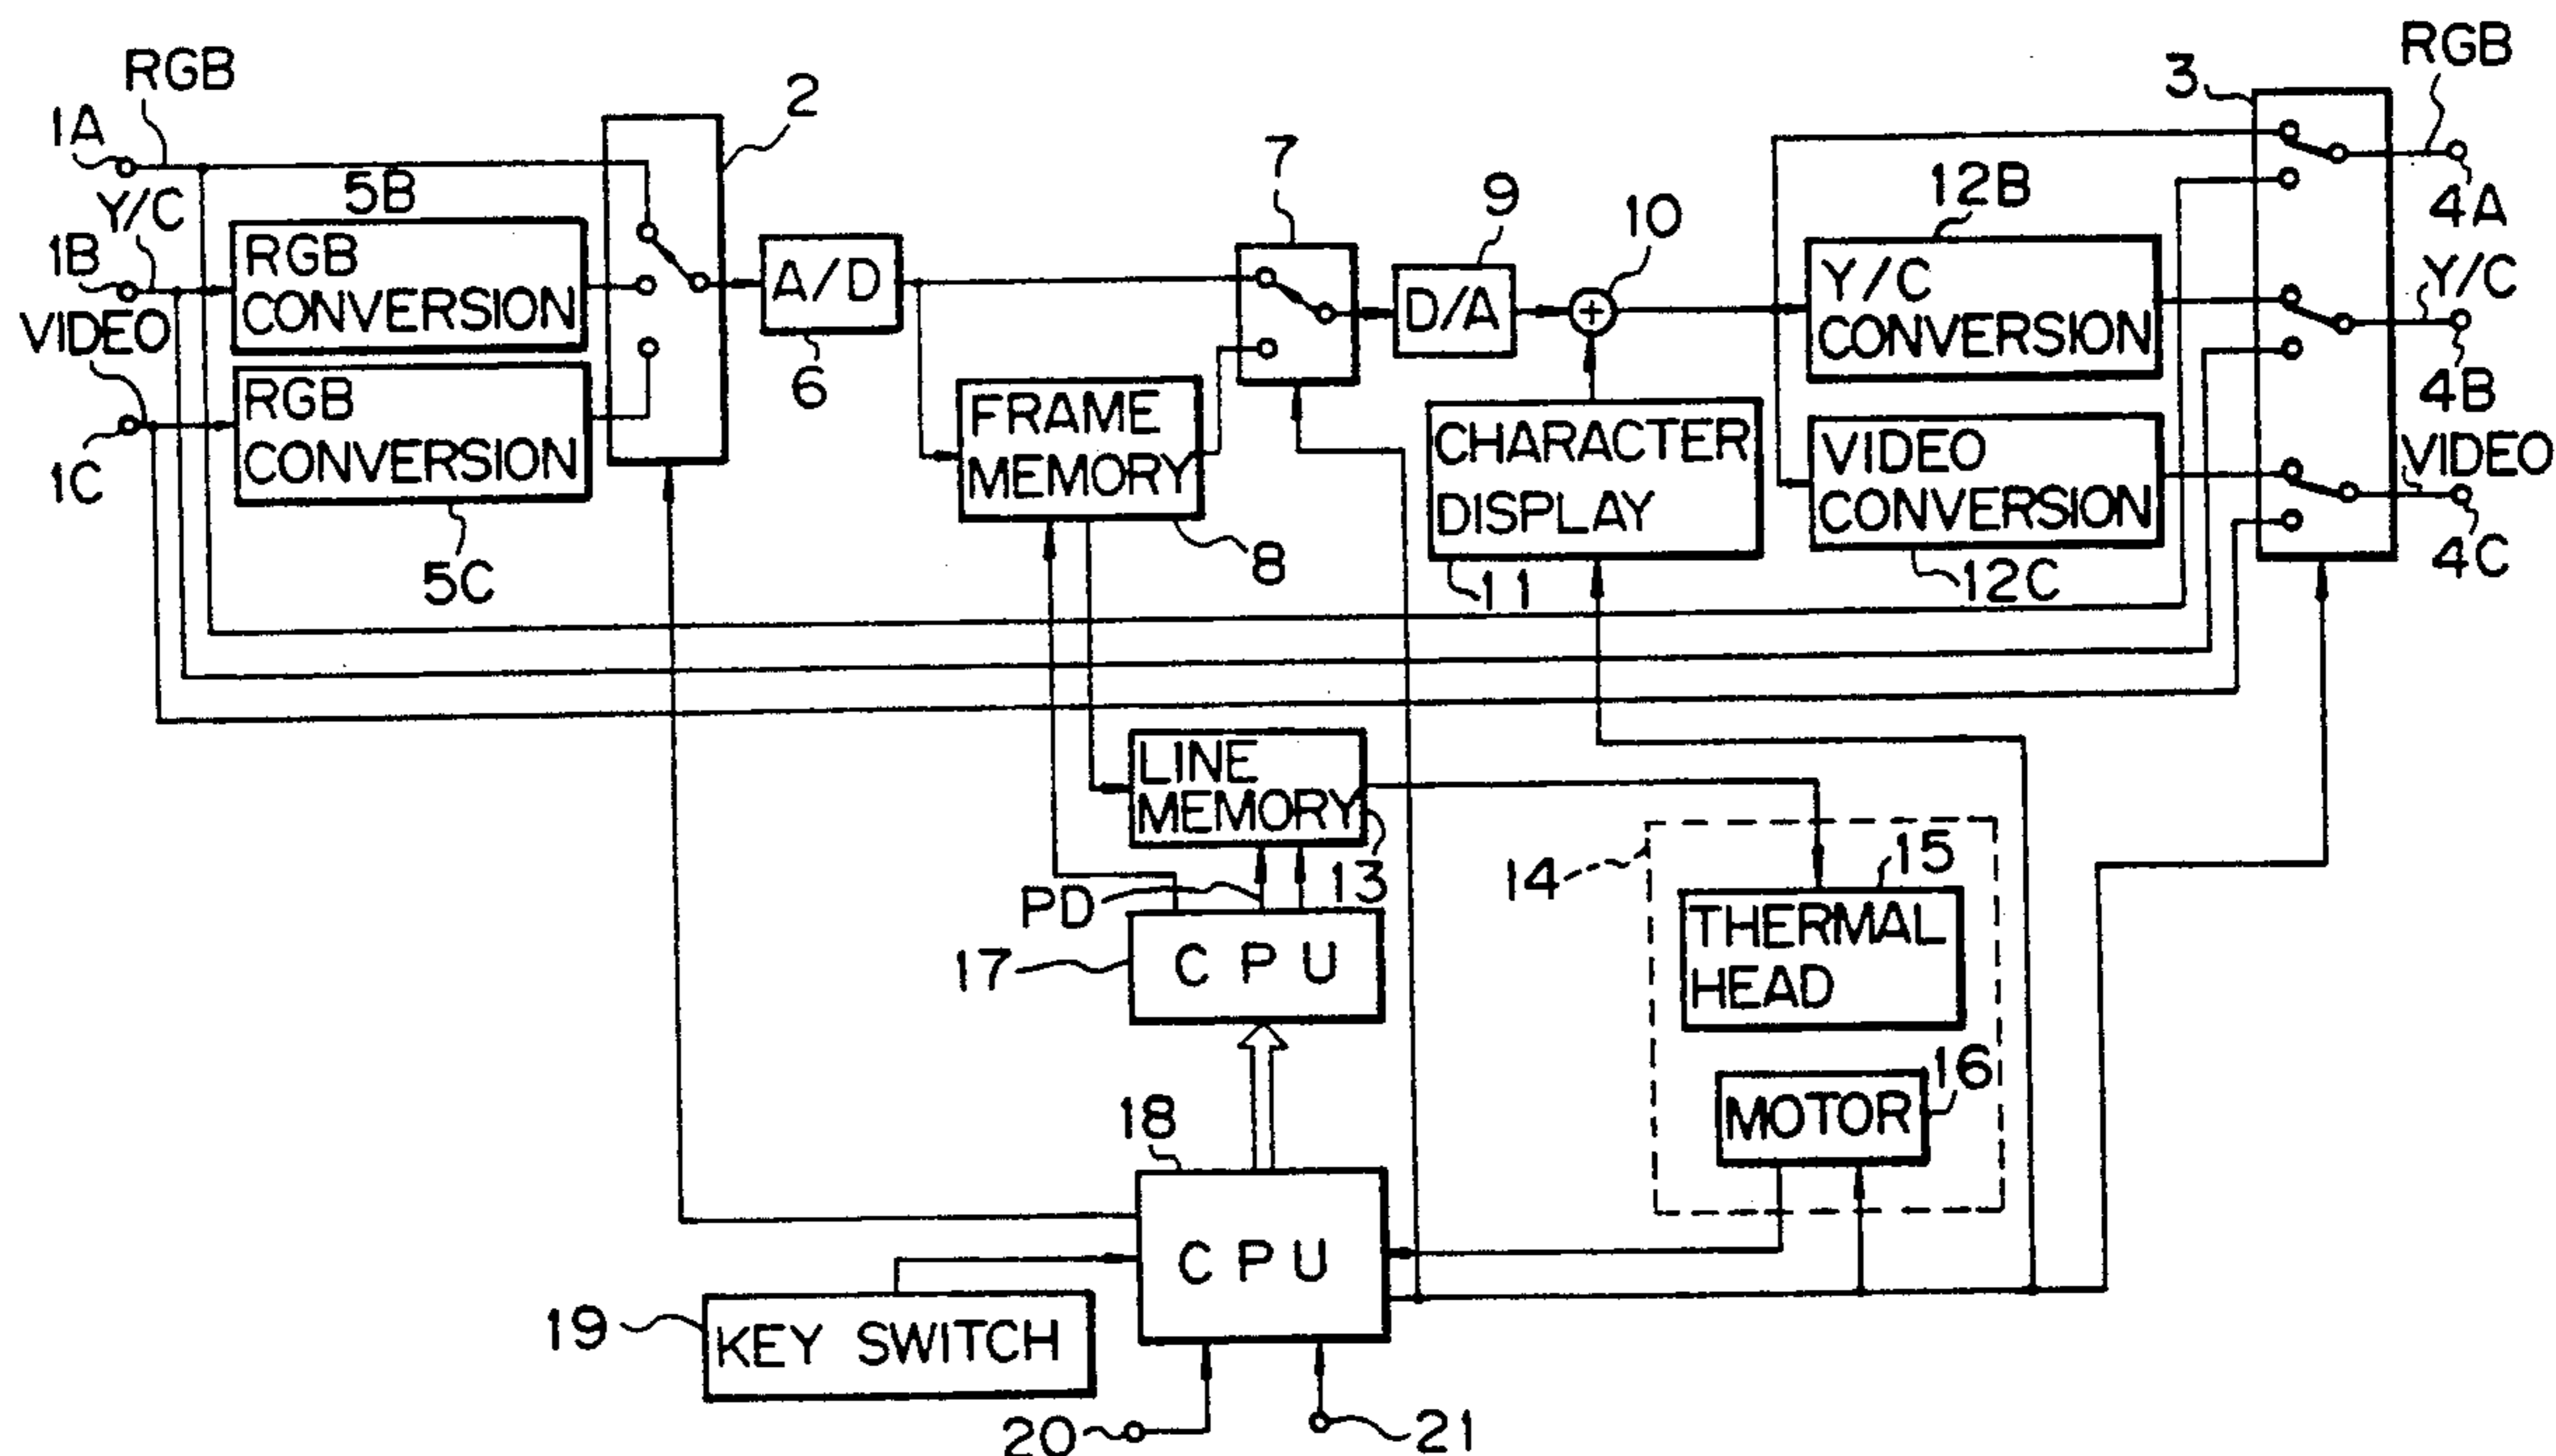 RGB
1A
2
3
RGB
5B
Y/C
7
9
10
12B
4A
1B
RGB CONVERSION
A/D
D/A
Y/C CONVERSION
Y/C
VIDEO
6
4B
RGB CONVERSION
FRAME MEMORY
CHARACTER DISPLAY
VIDEO CONVERSION
VIDEO
1C
5C
8
11
12C
4C
LINE MEMORY
13
14
15
PD
THERMAL HEAD
17
CPU
16
MOTOR
18
CPU
19
KEY SWITCH
20
21